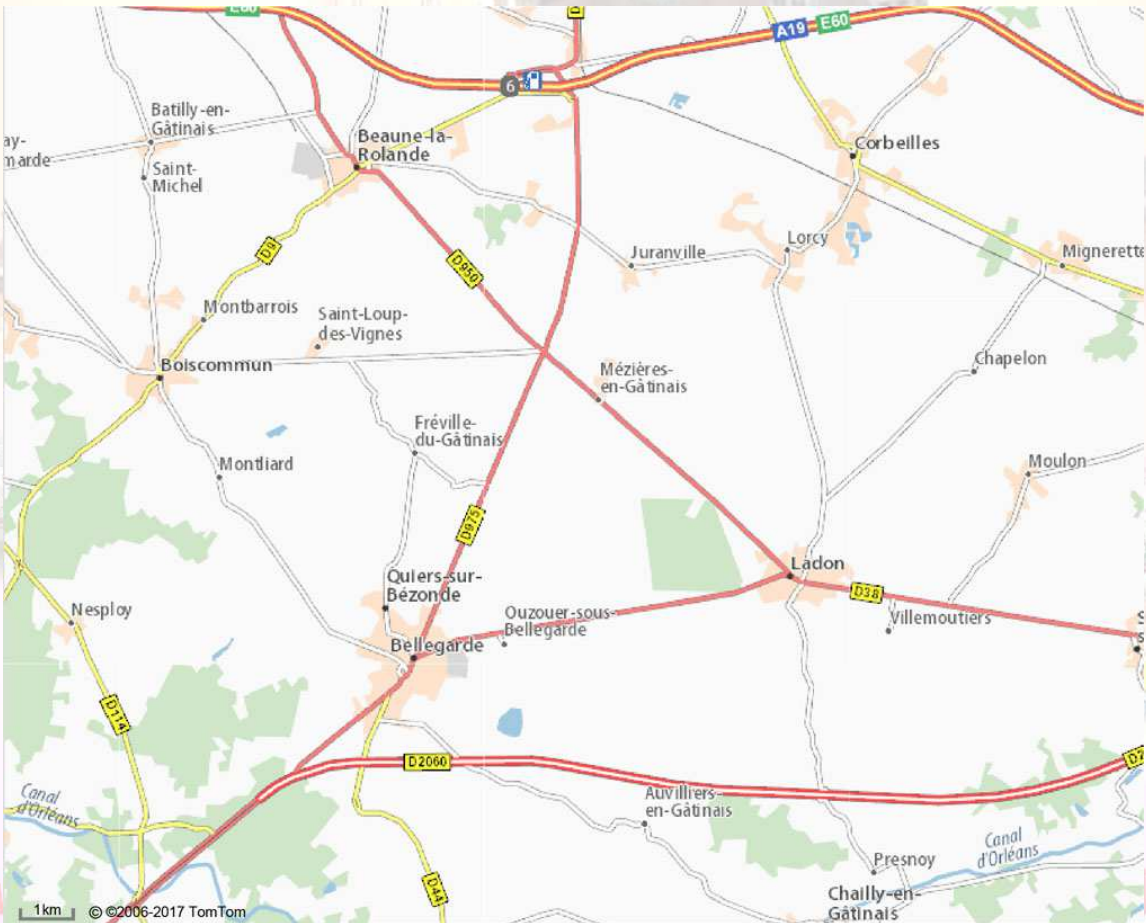 E60
D
A19
E60
6
Batilly-en-
Gâtinais
Beaune-la-
Rolande
Corbeilles
ay-
marde
Saint-
Michel
D9
Lorcy
Juranville
Mignerette
D950
Montbarrois
Saint-Loup-
des-Vignes
Boiscommun
Chapelon
Mézières-
en-Gâtinais
Fréville-
du-Gâtinais
Montliard
Moulon
D975
Ladon
Quiers-sur-
Bézonde
D38
Nesploy
Ouzouer-sous-
Bellegarde
Villemoutiers
S
s
Bellegarde
D114
D2060
D2
Canal
d'Orléans
Auvilliers-
en-Gâtinais
Canal
d'Orléans
Presnoy
D44
Chailly-en-
Gâtinais
1km
© ©2006-2017 TomTom